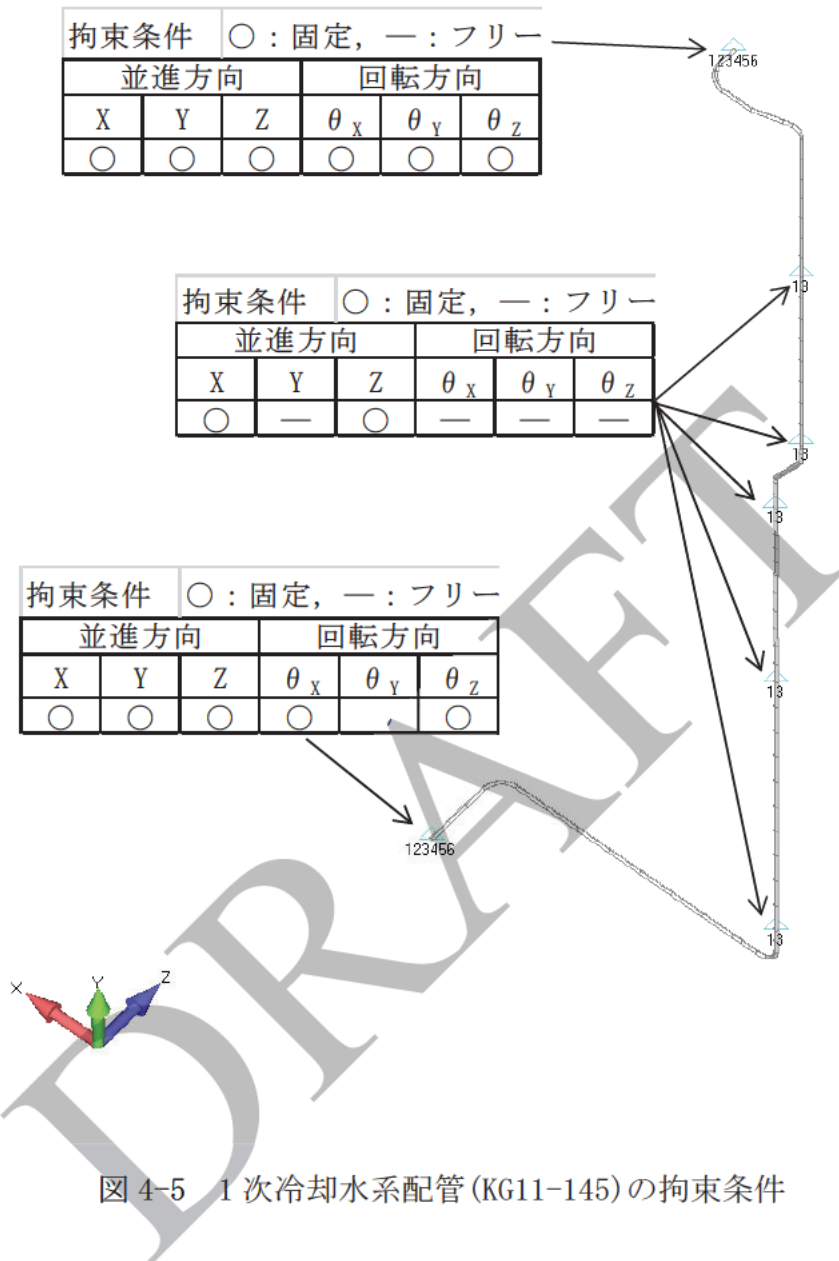 拘束条件 ○:固定, ―:フリー
並進方向 回転方向
X Y Z θX θY θZ
○ ○ ○ ○ ○ ○
123456
拘束条件 ○:固定, ―:フリー
並進方向 回転方向
X Y Z θX θY θZ
○ ― ○ ― ― ―
13
13
13
13
拘束条件 ○:固定, ―:フリー
並進方向 回転方向
X Y Z θX θY θZ
○ ○ ○ ○ ○
123456
13
X Y Z
DRAFT
図 4-5 1次冷却水系配管(KG11-145)の拘束条件